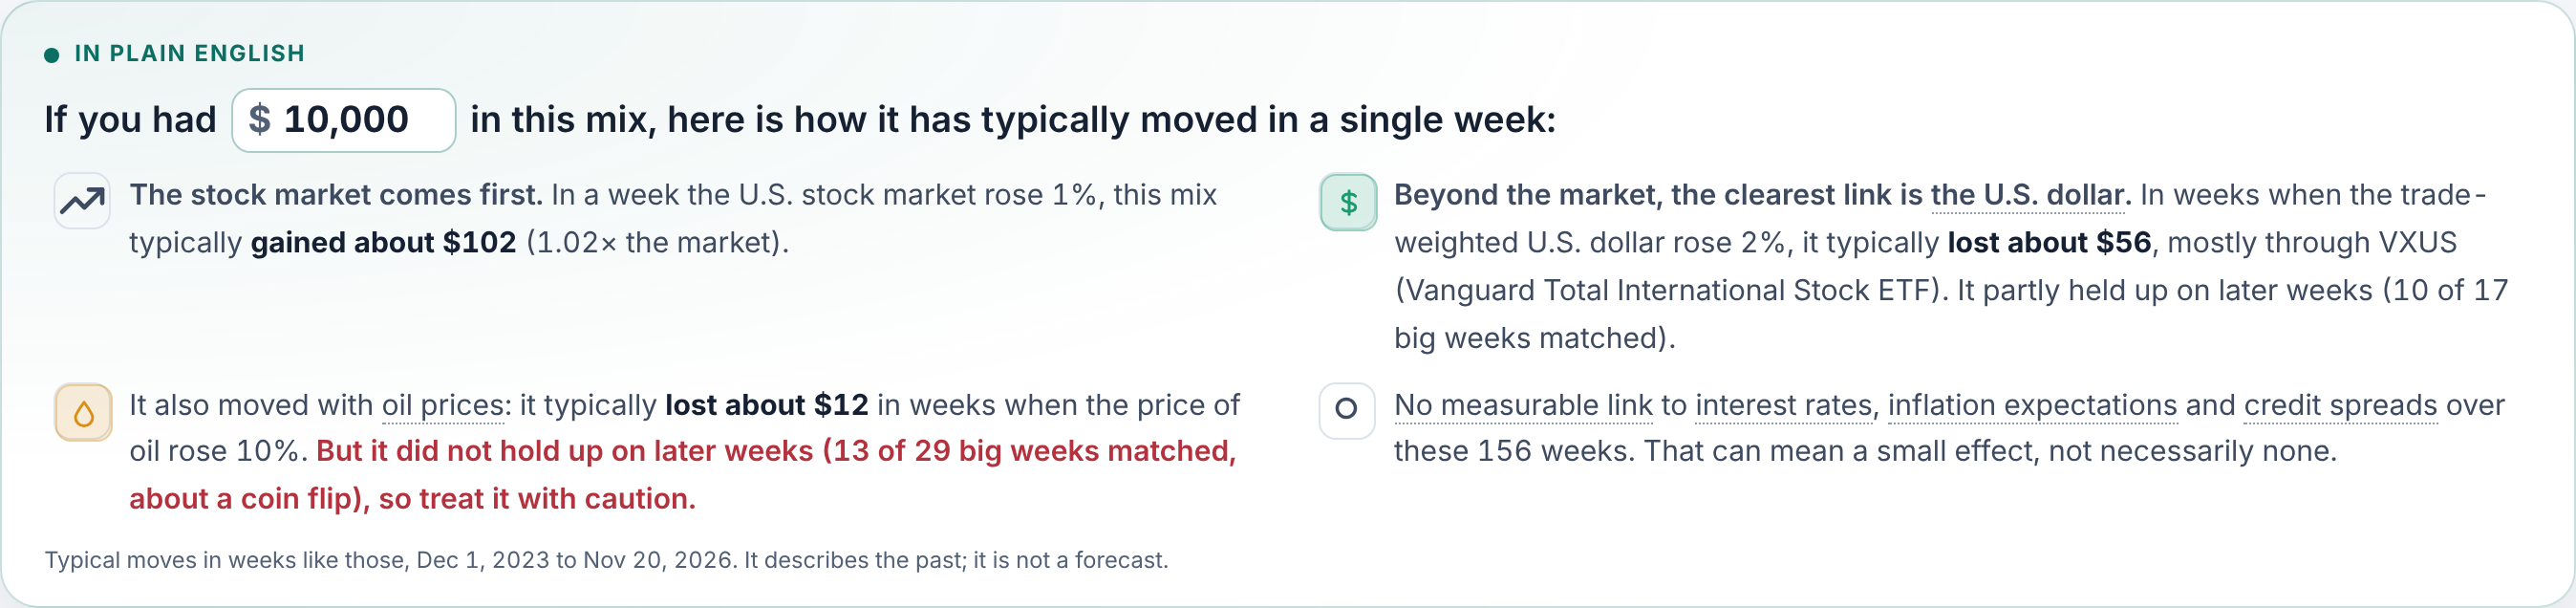 IN PLAIN ENGLISH
If you had $ 10,000 in this mix, here is how it has typically moved in a single week:
The stock market comes first. In a week the U.S. stock market rose 1%, this mix
typically gained about $102 (1.02× the market).
$
Beyond the market, the clearest link is the U.S. dollar. In weeks when the trade-
weighted U.S. dollar rose 2%, it typically lost about $56, mostly through VXUS
(Vanguard Total International Stock ETF). It partly held up on later weeks (10 of 17
big weeks matched).
It also moved with oil prices: it typically lost about $12 in weeks when the price of
oil rose 10%. But it did not hold up on later weeks (13 of 29 big weeks matched,
about a coin flip), so treat it with caution.
No measurable link to interest rates, inflation expectations and credit spreads over
these 156 weeks. That can mean a small effect, not necessarily none.
Typical moves in weeks like those, Dec 1, 2023 to Nov 20, 2026. It describes the past; it is not a forecast.